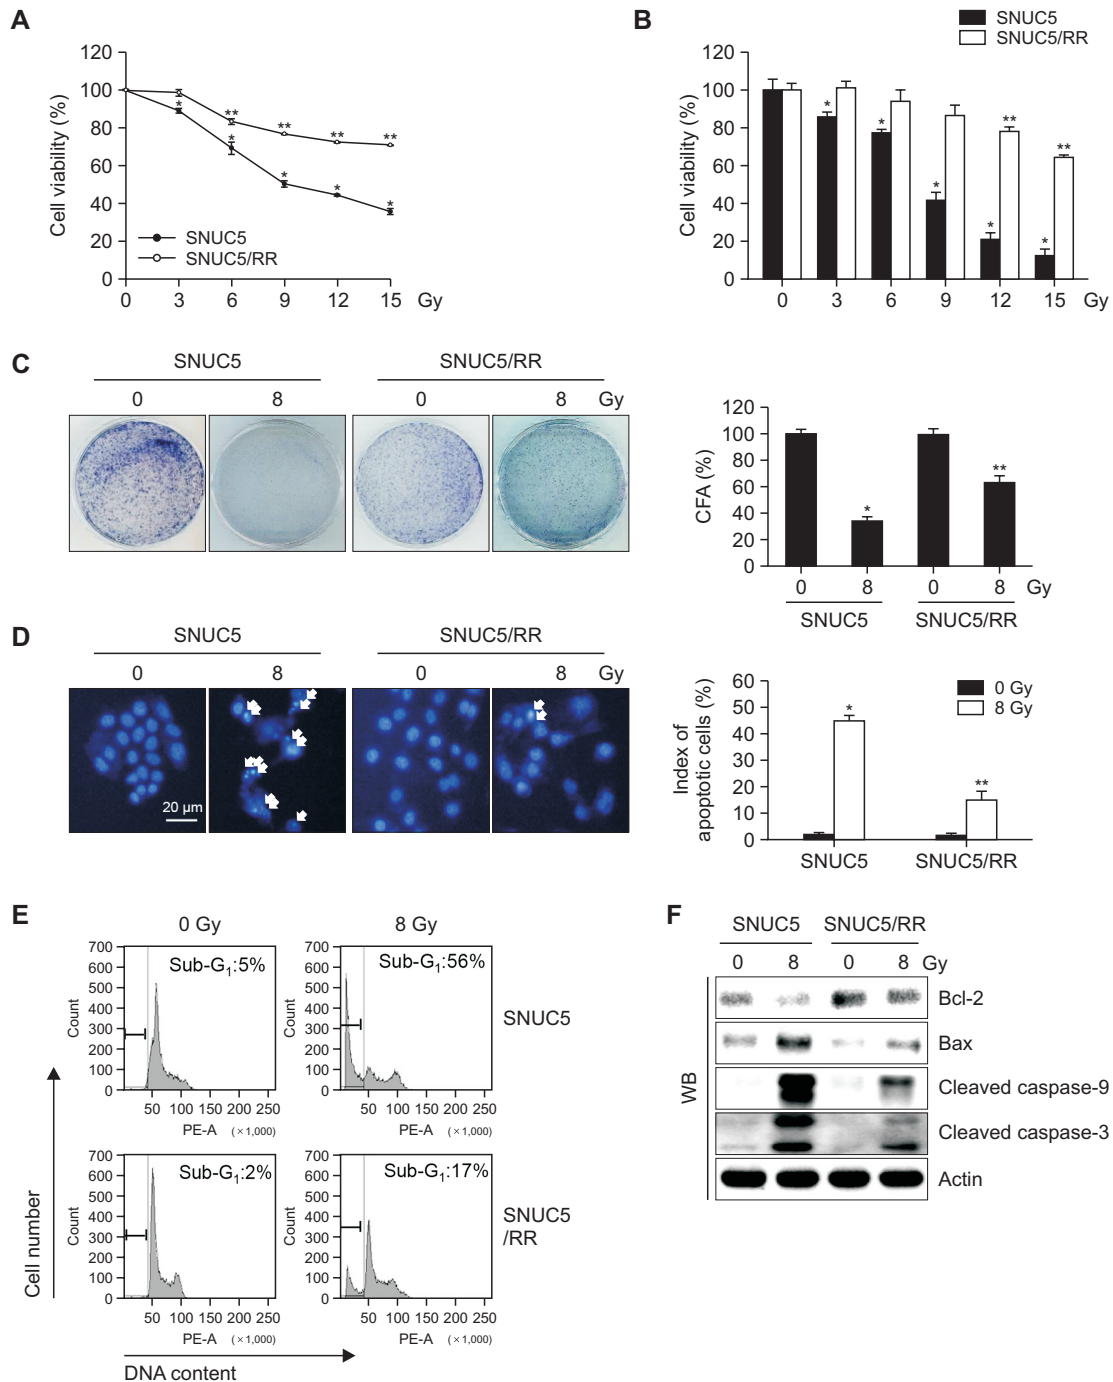 A
120
100
80
60
40
20
0
Cell viability (%)
* * * * *
** ** ** **
SNUC5
SNUC5/RR
0 3 6 9 12 15 Gy
B
SNUC5
SNUC5/RR
120
100
80
60
40
20
0
Cell viability (%)
* * * * *
** **
0 3 6 9 12 15 Gy
C
SNUC5 SNUC5/RR
0 8 0 8 Gy
120
100
80
60
40
20
0
CFA (%)
* **
0 8 0 8 Gy
SNUC5 SNUC5/RR
D
SNUC5 SNUC5/RR
0 8 0 8 Gy
20 μm
60
50
40
30
20
10
0
Index of
apoptotic cells (%)
0 Gy
8 Gy
* **
SNUC5 SNUC5/RR
E
0 Gy 8 Gy
700
600
500
400
300
200
100
0
Count
Sub-G1:5%
50 100 150 200 250
PE-A (×1,000)
700
600
500
400
300
200
100
0
Count
Sub-G1:56%
50 100 150 200 250
PE-A (×1,000)
SNUC5
700
600
500
400
300
200
100
0
Count
Sub-G1:2%
50 100 150 200 250
PE-A (×1,000)
700
600
500
400
300
200
100
0
Count
Sub-G1:17%
50 100 150 200 250
PE-A (×1,000)
SNUC5
/RR
Cell number
DNA content
F
SNUC5 SNUC5/RR
0 8 0 8 Gy
WB
Bcl-2
Bax
Cleaved caspase-9
Cleaved caspase-3
Actin